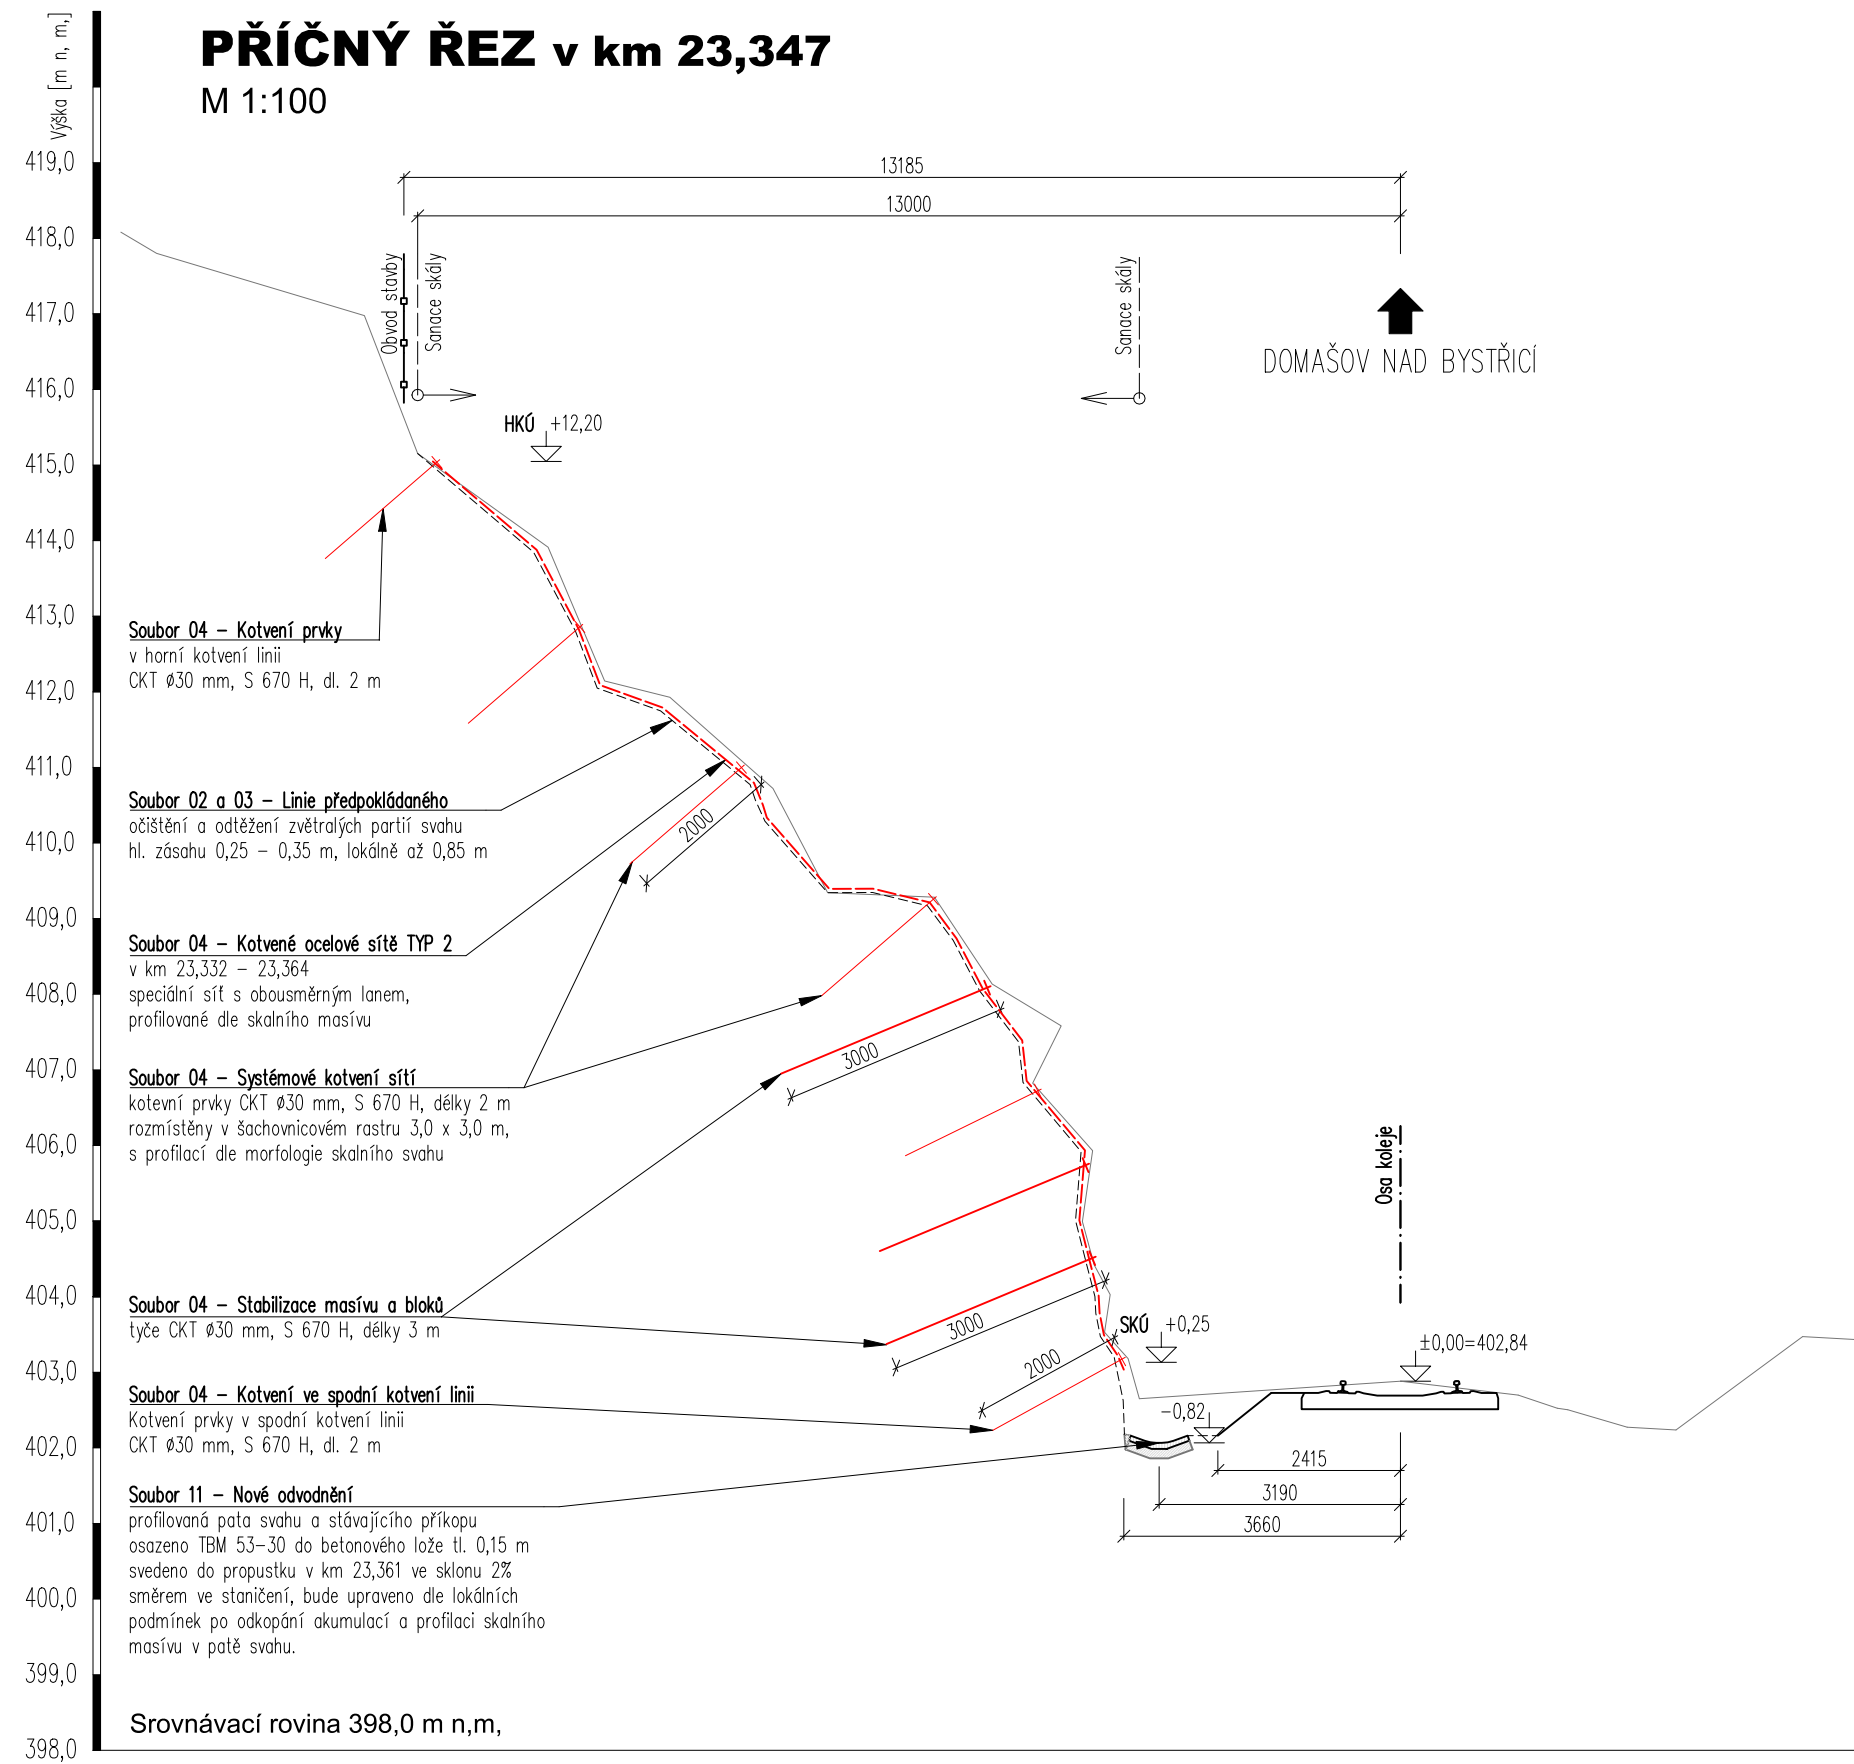 PŘÍČNÝ ŘEZ v km 23,347
M 1:100
Výška [m n, m,]
419,0
418,0
417,0
416,0
415,0
414,0
413,0
412,0
411,0
410,0
409,0
408,0
407,0
406,0
405,0
404,0
403,0
402,0
401,0
400,0
399,0
398,0
13185
13000
Obvod stavby
Sanace skály
Sanace skály
DOMAŠOV NAD BYSTŘICÍ
HKÚ +12,20
Soubor 04 – Kotvení prvky
v horní kotvení linii
CKT ø30 mm, S 670 H, dl. 2 m
Soubor 02 a 03 – Linie předpokládaného
očištění a odtěžení zvětralých partií svahu
hl. zásahu 0,25 – 0,35 m, lokálně až 0,85 m
2000
Soubor 04 – Kotvené ocelové sítě TYP 2
v km 23,332 – 23,364
speciální síť s obousměrným lanem,
profilované dle skalního masívu
3000
Soubor 04 – Systémové kotvení sítí
kotevní prvky CKT ø30 mm, S 670 H, délky 2 m
rozmístěny v šachovnicovém rastru 3,0 x 3,0 m,
s profilací dle morfologie skalního svahu
Osa koleje
Soubor 04 – Stabilizace masívu a bloků
tyče CKT ø30 mm, S 670 H, délky 3 m
3000
SKÚ +0,25
±0,00=402,84
2000
Soubor 04 – Kotvení ve spodní kotvení linii
Kotvení prvky v spodní kotvení linii
CKT ø30 mm, S 670 H, dl. 2 m
-0,82
2415
3190
3660
Soubor 11 – Nové odvodnění
profilovaná pata svahu a stávajícího příkopu
osazeno TBM 53-30 do betonového lože tl. 0,15 m
svedeno do propustku v km 23,361 ve sklonu 2%
směrem ve staničení, bude upraveno dle lokálních
podmínek po odkopání akumulací a profilaci skalního
masívu v patě svahu.
Srovnávací rovina 398,0 m n,m,